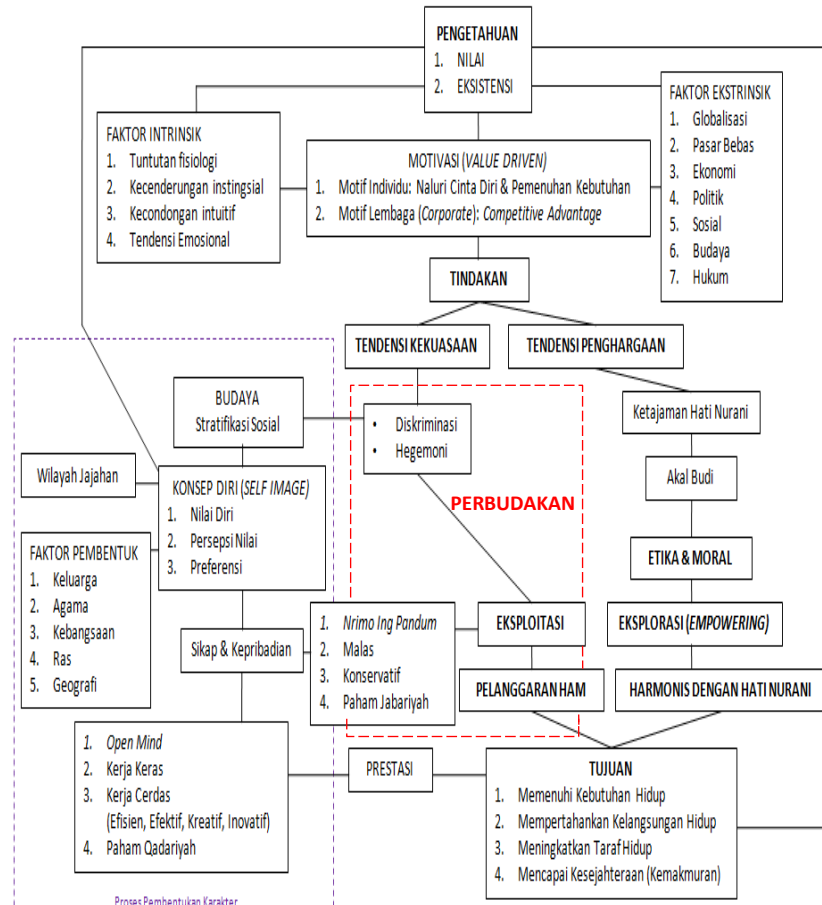 PENGETAHUAN
1. NILAI
2. EKSISTENSI
FAKTOR INTRINSIK
1. Tuntutan fisiologi
2. Kecenderungan instingsial
3. Kecondongan intuitif
4. Tendensi Emosional
MOTIVASI (VALUE DRIVEN)
1. Motif Individu: Naluri Cinta Diri & Pemenuhan Kebutuhan
2. Motif Lembaga (Corporate): Competitive Advantage
FAKTOR EKSTRINSIK
1. Globalisasi
2. Pasar Bebas
3. Ekonomi
4. Politik
5. Sosial
6. Budaya
7. Hukum
TINDAKAN
TENDENSI KEKUASAAN
TENDENSI PENGHARGAAN
BUDAYA
Stratifikasi Sosial
• Diskriminasi
• Hegemoni
Ketajaman Hati Nurani
Wilayah Jajahan
KONSEP DIRI (SELF IMAGE)
1. Nilai Diri
2. Persepsi Nilai
3. Preferensi
PERBUDAKAN
Akal Budi
FAKTOR PEMBENTUK
1. Keluarga
2. Agama
3. Kebangsaan
4. Ras
5. Geografi
ETIKA & MORAL
Sikap & Kepribadian
1. Nrimo Ing Pandum
2. Malas
3. Konservatif
4. Paham Jabariyah
EKSPLOITASI
EKSPLORASI (EMPOWERING)
PELANGGARAN HAM
HARMONIS DENGAN HATI NURANI
1. Open Mind
2. Kerja Keras
3. Kerja Cerdas
(Efisien, Efektif, Kreatif, Inovatif)
4. Paham Qadariyah
PRESTASI
TUJUAN
1. Memenuhi Kebutuhan Hidup
2. Mempertahankan Kelangsungan Hidup
3. Meningkatkan Taraf Hidup
4. Mencapai Kesejahteraan (Kemakmuran)
Proses Pembentukan Karakter